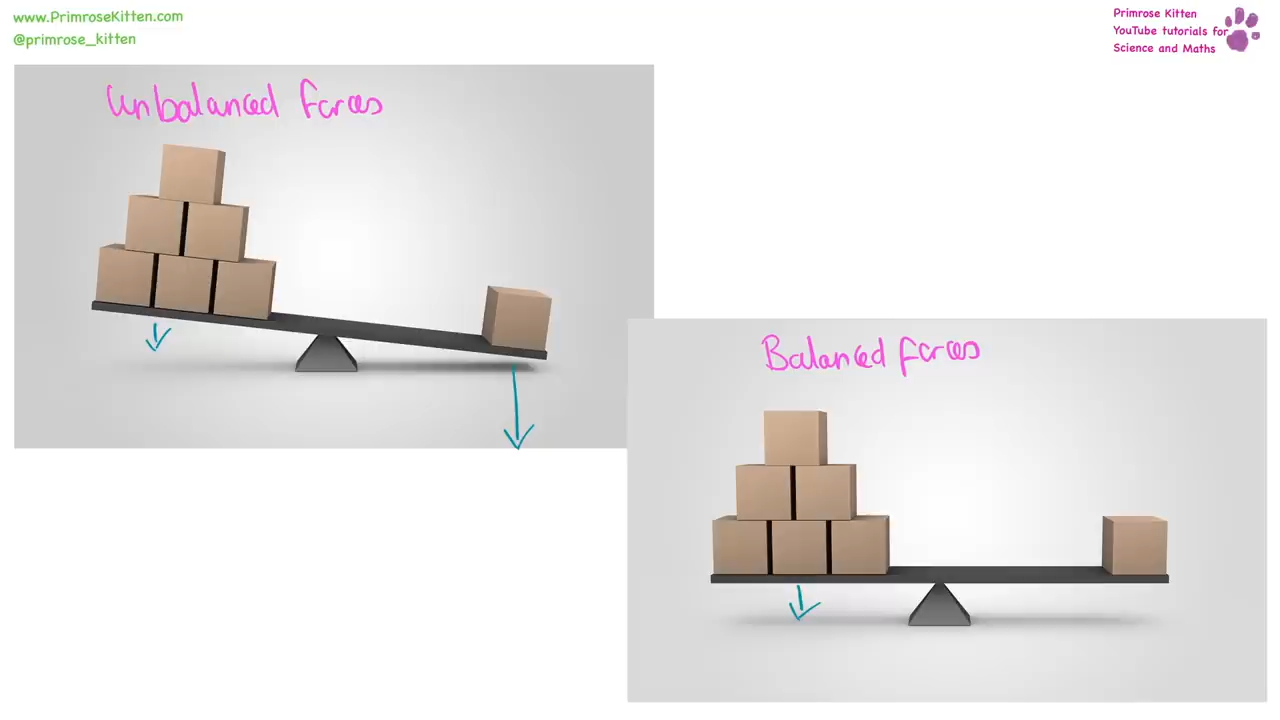 www.PrimroseKitten.com
@primrose_kitten
Primrose Kitten
YouTube tutorials for
Science and Maths
Unbalanced forces
Balanced forces